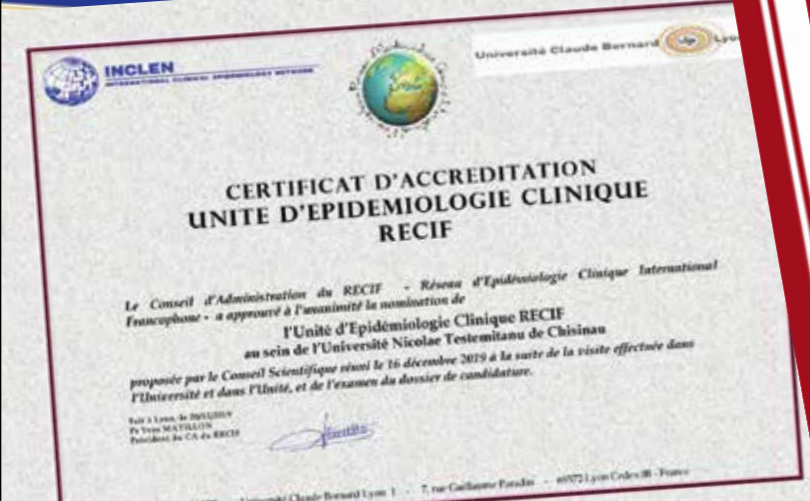 INCLEN
INTERNATIONAL CLINICAL EPIDEMIOLOGY NETWORK
Université Claude Bernard Lyo
CERTIFICAT D'ACCREDITATION
UNITE D'EPIDEMIOLOGIE CLINIQUE
RECIF
Le Conseil d'Administration du RECIF - Réseau d'Epidémiologie Clinique International
Francophone - a approuvé à l'unanimité la nomination de
l'Unité d'Epidémiologie Clinique RECIF
au sein de l'Université Nicolae Testemitanu de Chisinau
proposée par le Conseil Scientifique réuni le 16 décembre 2019 à la suite de la visite effectuée dans
l'Université et dans l'Unité, et de l'examen du dossier de candidature.
Fait à Lyon, le
Pr Yves MATILLON
Président du CA du RECIF
Université Claude Bernard Lyon 1 - 7, rue Guillaume Paradin - 69372 Lyon Cedex 08 - France